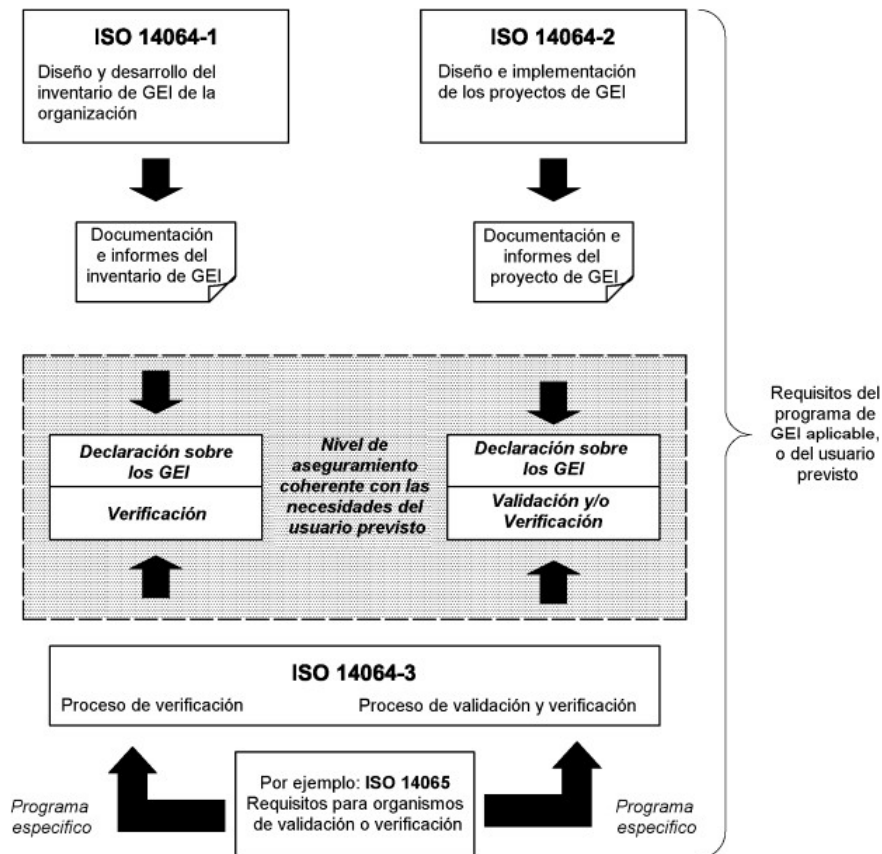 ISO 14064-1
Diseño y desarrollo del
inventario de GEI de la
organización
ISO 14064-2
Diseño e implementación
de los proyectos de GEI
Documentación
e informes del
inventario de GEI
Documentación e
informes del
proyecto de GEI
Declaración sobre
los GEI
Verificación
Nivel de
aseguramiento
coherente con las
necesidades del
usuario previsto
Declaración sobre
los GEI
Validación y/o
Verificación
Requisitos del
programa de
GEI aplicable,
o del usuario
previsto
ISO 14064-3
Proceso de verificación
Proceso de validación y verificación
Programa
especifico
Por ejemplo: ISO 14065
Requisitos para organismos
de validación o verificación
Programa
especifico